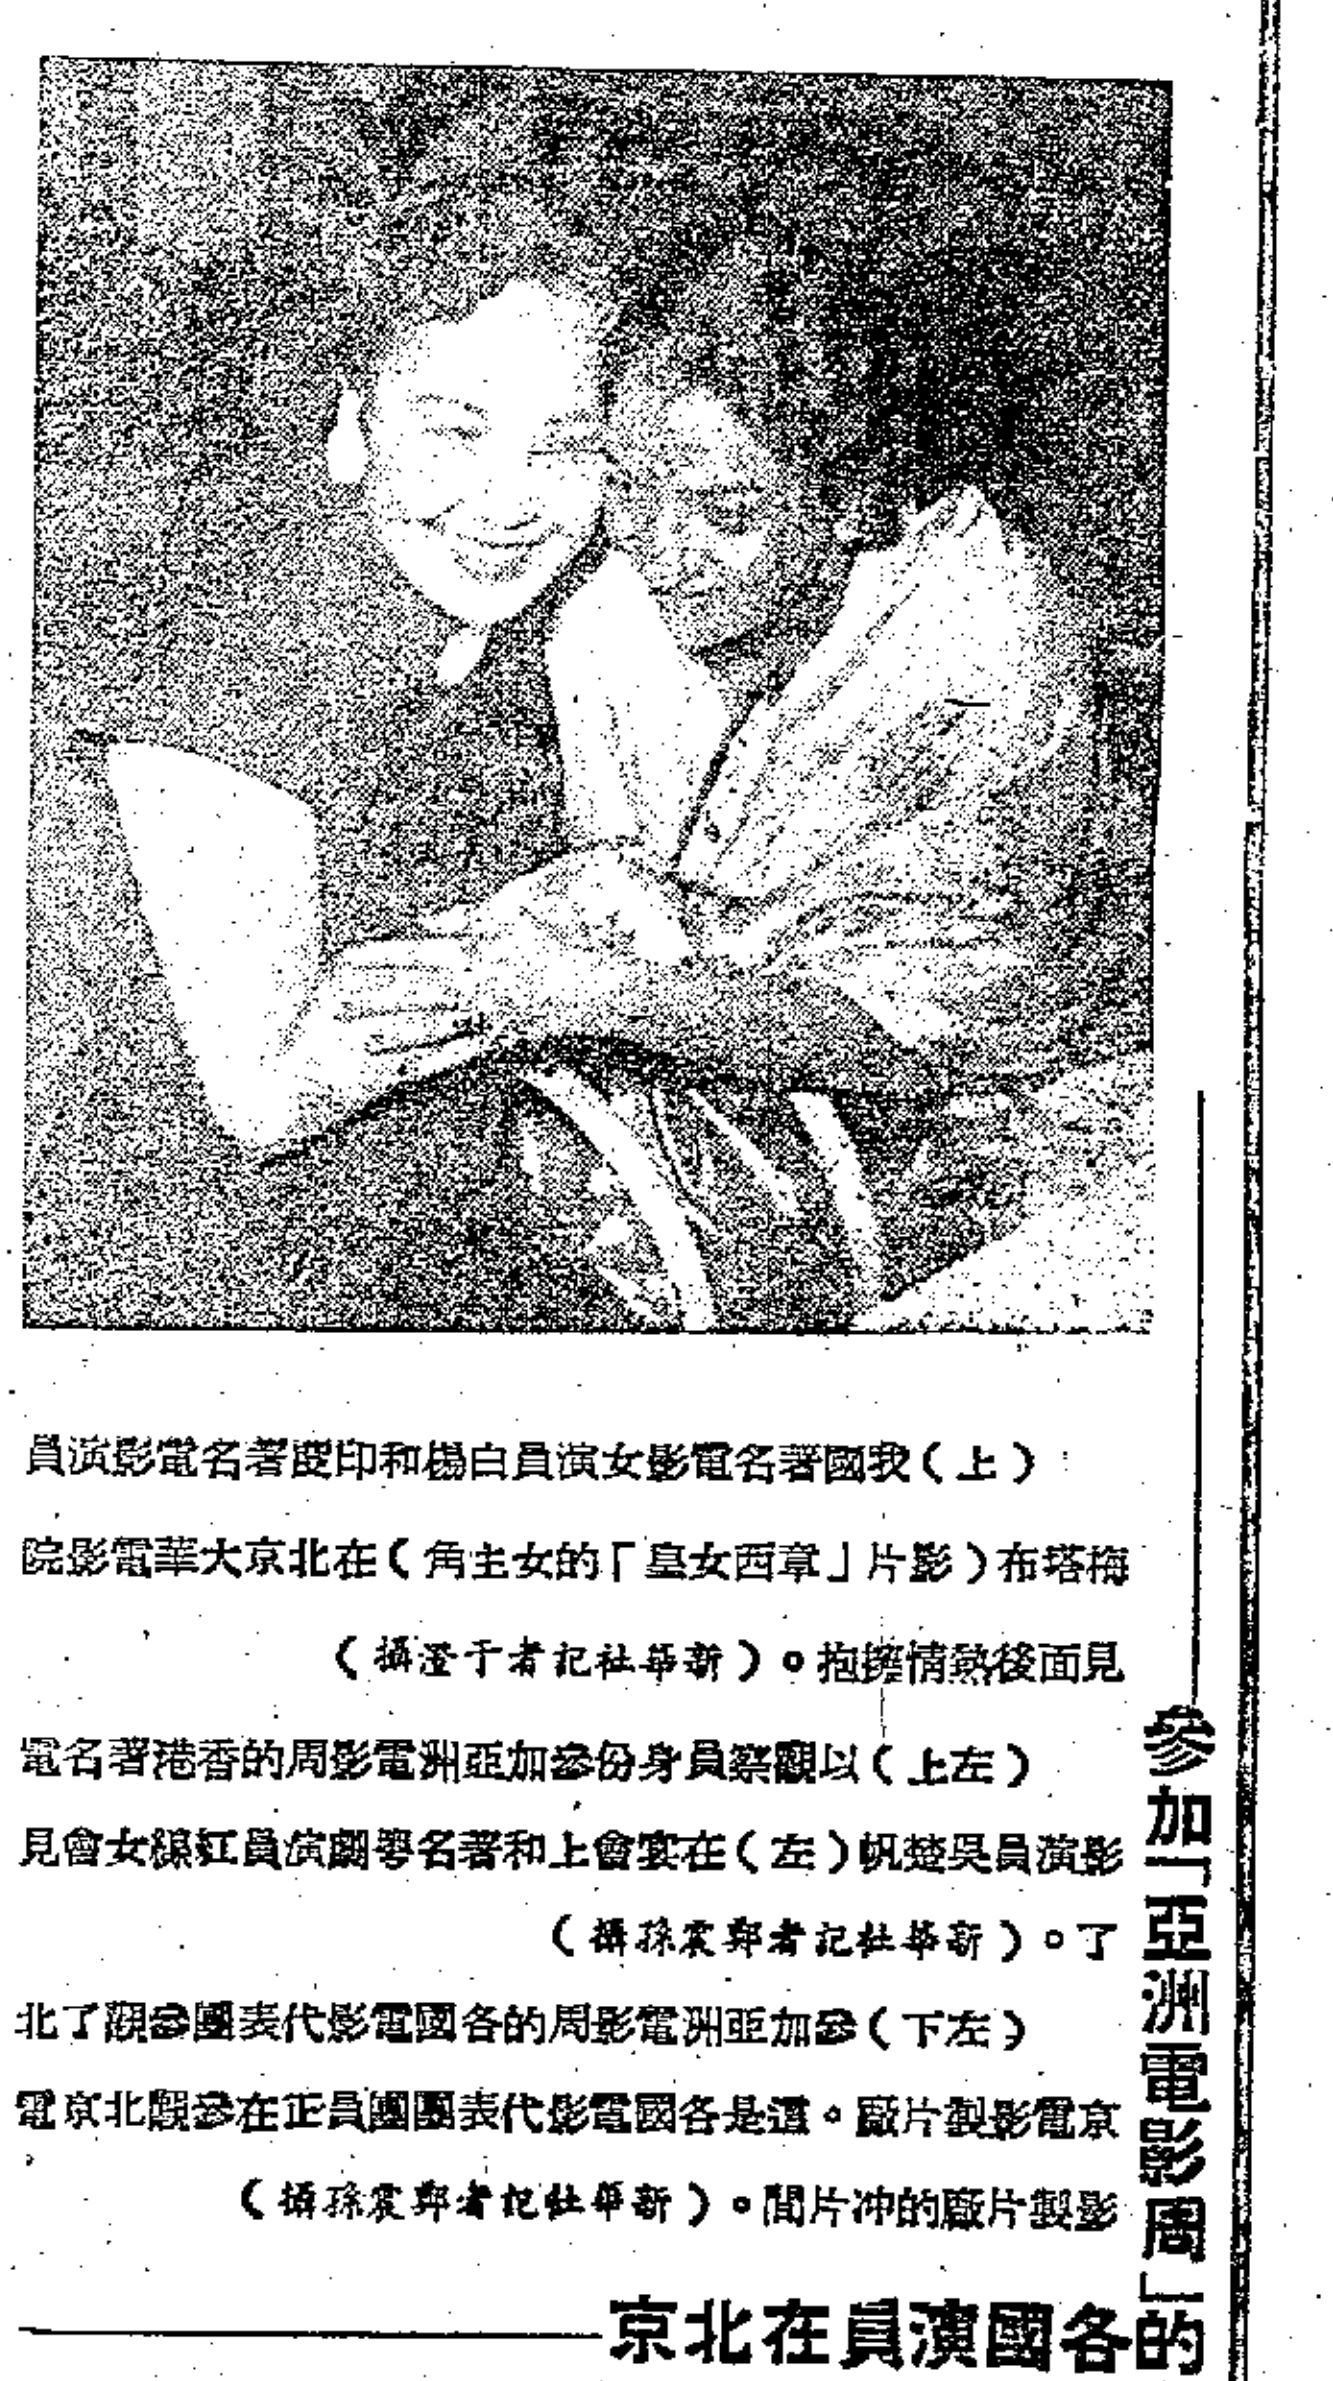 參加「亞洲電影周」的
各國演員在北京
(上)我國著名電影女演員白楊和印度著名電影演員
梅塔布(影片「章西女皇」的女主角)在北京大華電影院
見面後熱情擁抱。(新華社記者于澄攝)
(左上)以觀察員身份參加亞洲電影周的香港著名電
影演員吳楚帆(左)在宴會上和著名粵劇演員紅線女會見
了。(新華社記者鄭震孫攝)
(左下)參加亞洲電影周的各國電影代表團參觀了北
京電影製片廠。這是各國電影代表團團員正在參觀北京電
影製片廠的沖片間。(新華社記者鄭震孫攝)